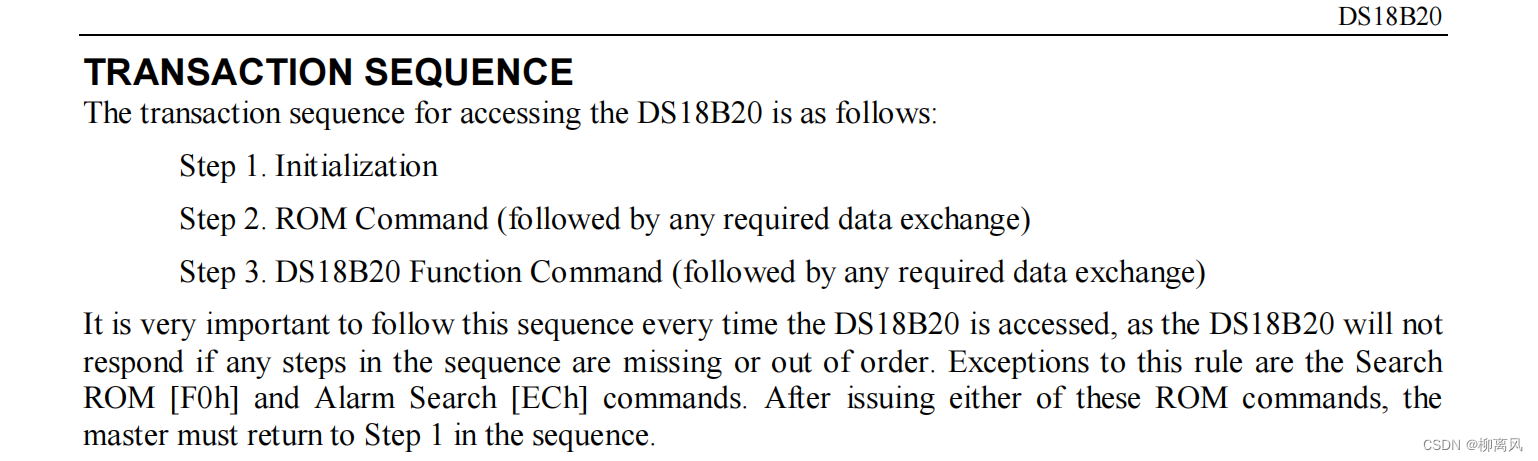 DS18B20
TRANSACTION SEQUENCE
The transaction sequence for accessing the DS18B20 is as follows:
Step 1. Initialization
Step 2. ROM Command (followed by any required data exchange)
Step 3. DS18B20 Function Command (followed by any required data exchange)
It is very important to follow this sequence every time the DS18B20 is accessed, as the DS18B20 will not
respond if any steps in the sequence are missing or out of order. Exceptions to this rule are the Search
ROM [F0h] and Alarm Search [ECh] commands. After issuing either of these ROM commands, the
master must return to Step 1 in the sequence.
CSDN @柳离风